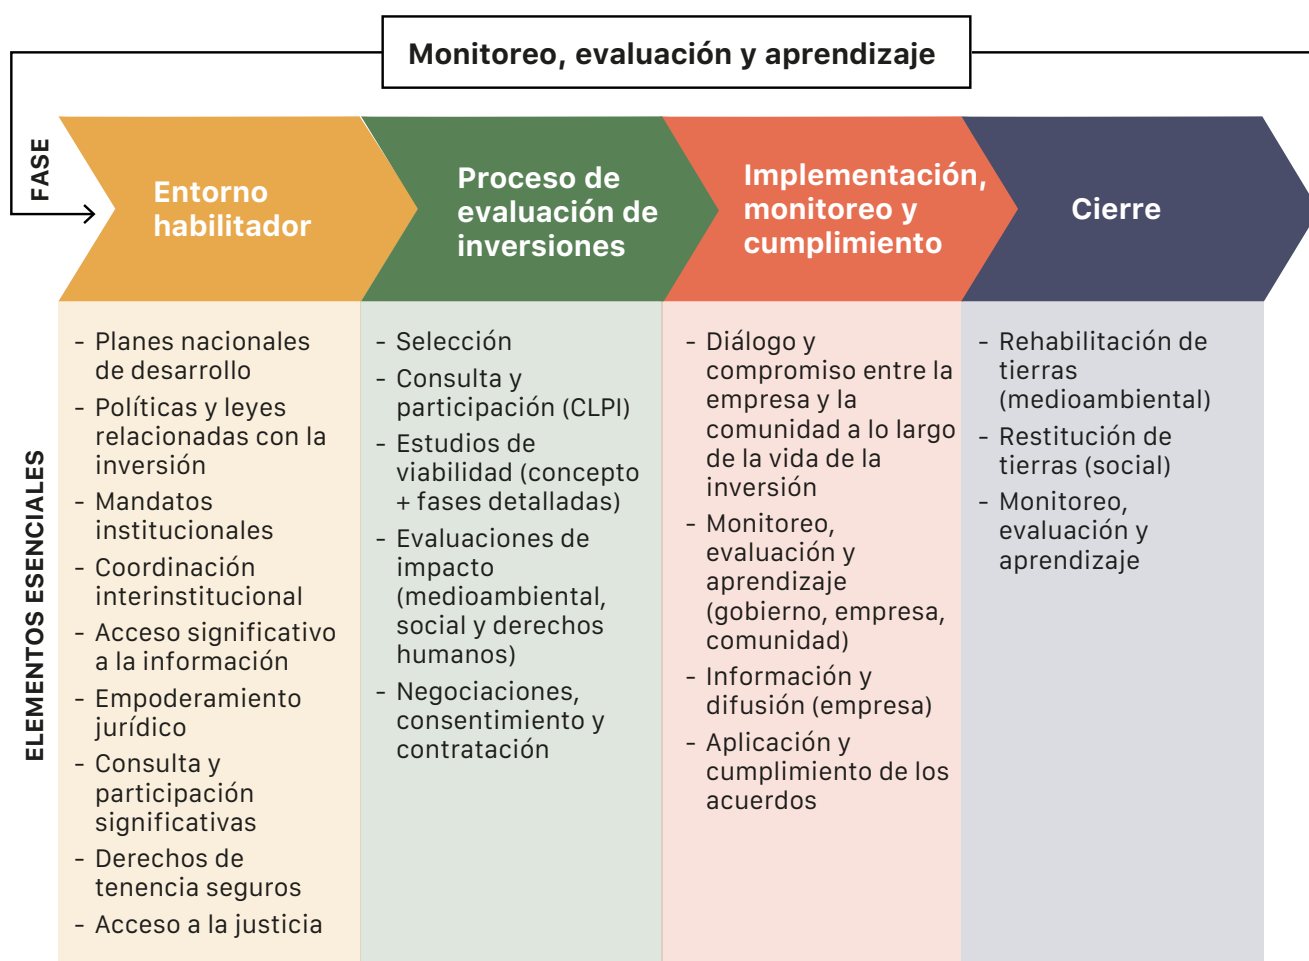 Monitoreo, evaluación y aprendizaje
FASE
Entorno
habilitador
Proceso de
evaluación de
inversiones
Implementación,
monitoreo y
cumplimiento
Cierre
ELEMENTOS ESENCIALES
- Planes nacionales
de desarrollo
- Políticas y leyes
relacionadas con la
inversión
- Mandatos
institucionales
- Coordinación
interinstitucional
- Acceso significativo
a la información
- Empoderamiento
jurídico
- Consulta y
participación
significativas
- Derechos de
tenencia seguros
- Acceso a la justicia
- Selección
- Consulta y
participación (CLPI)
- Estudios de
viabilidad (concepto
+ fases detalladas)
- Evaluaciones de
impacto
(medioambiental,
social y derechos
humanos)
- Negociaciones,
consentimiento y
contratación
- Diálogo y
compromiso entre la
empresa y la
comunidad a lo largo
de la vida de la
inversión
- Monitoreo,
evaluación y
aprendizaje
(gobierno, empresa,
comunidad)
- Información y
difusión (empresa)
- Aplicación y
cumplimiento de los
acuerdos
- Rehabilitación de
tierras
(medioambiental)
- Restitución de
tierras (social)
- Monitoreo,
evaluación y
aprendizaje